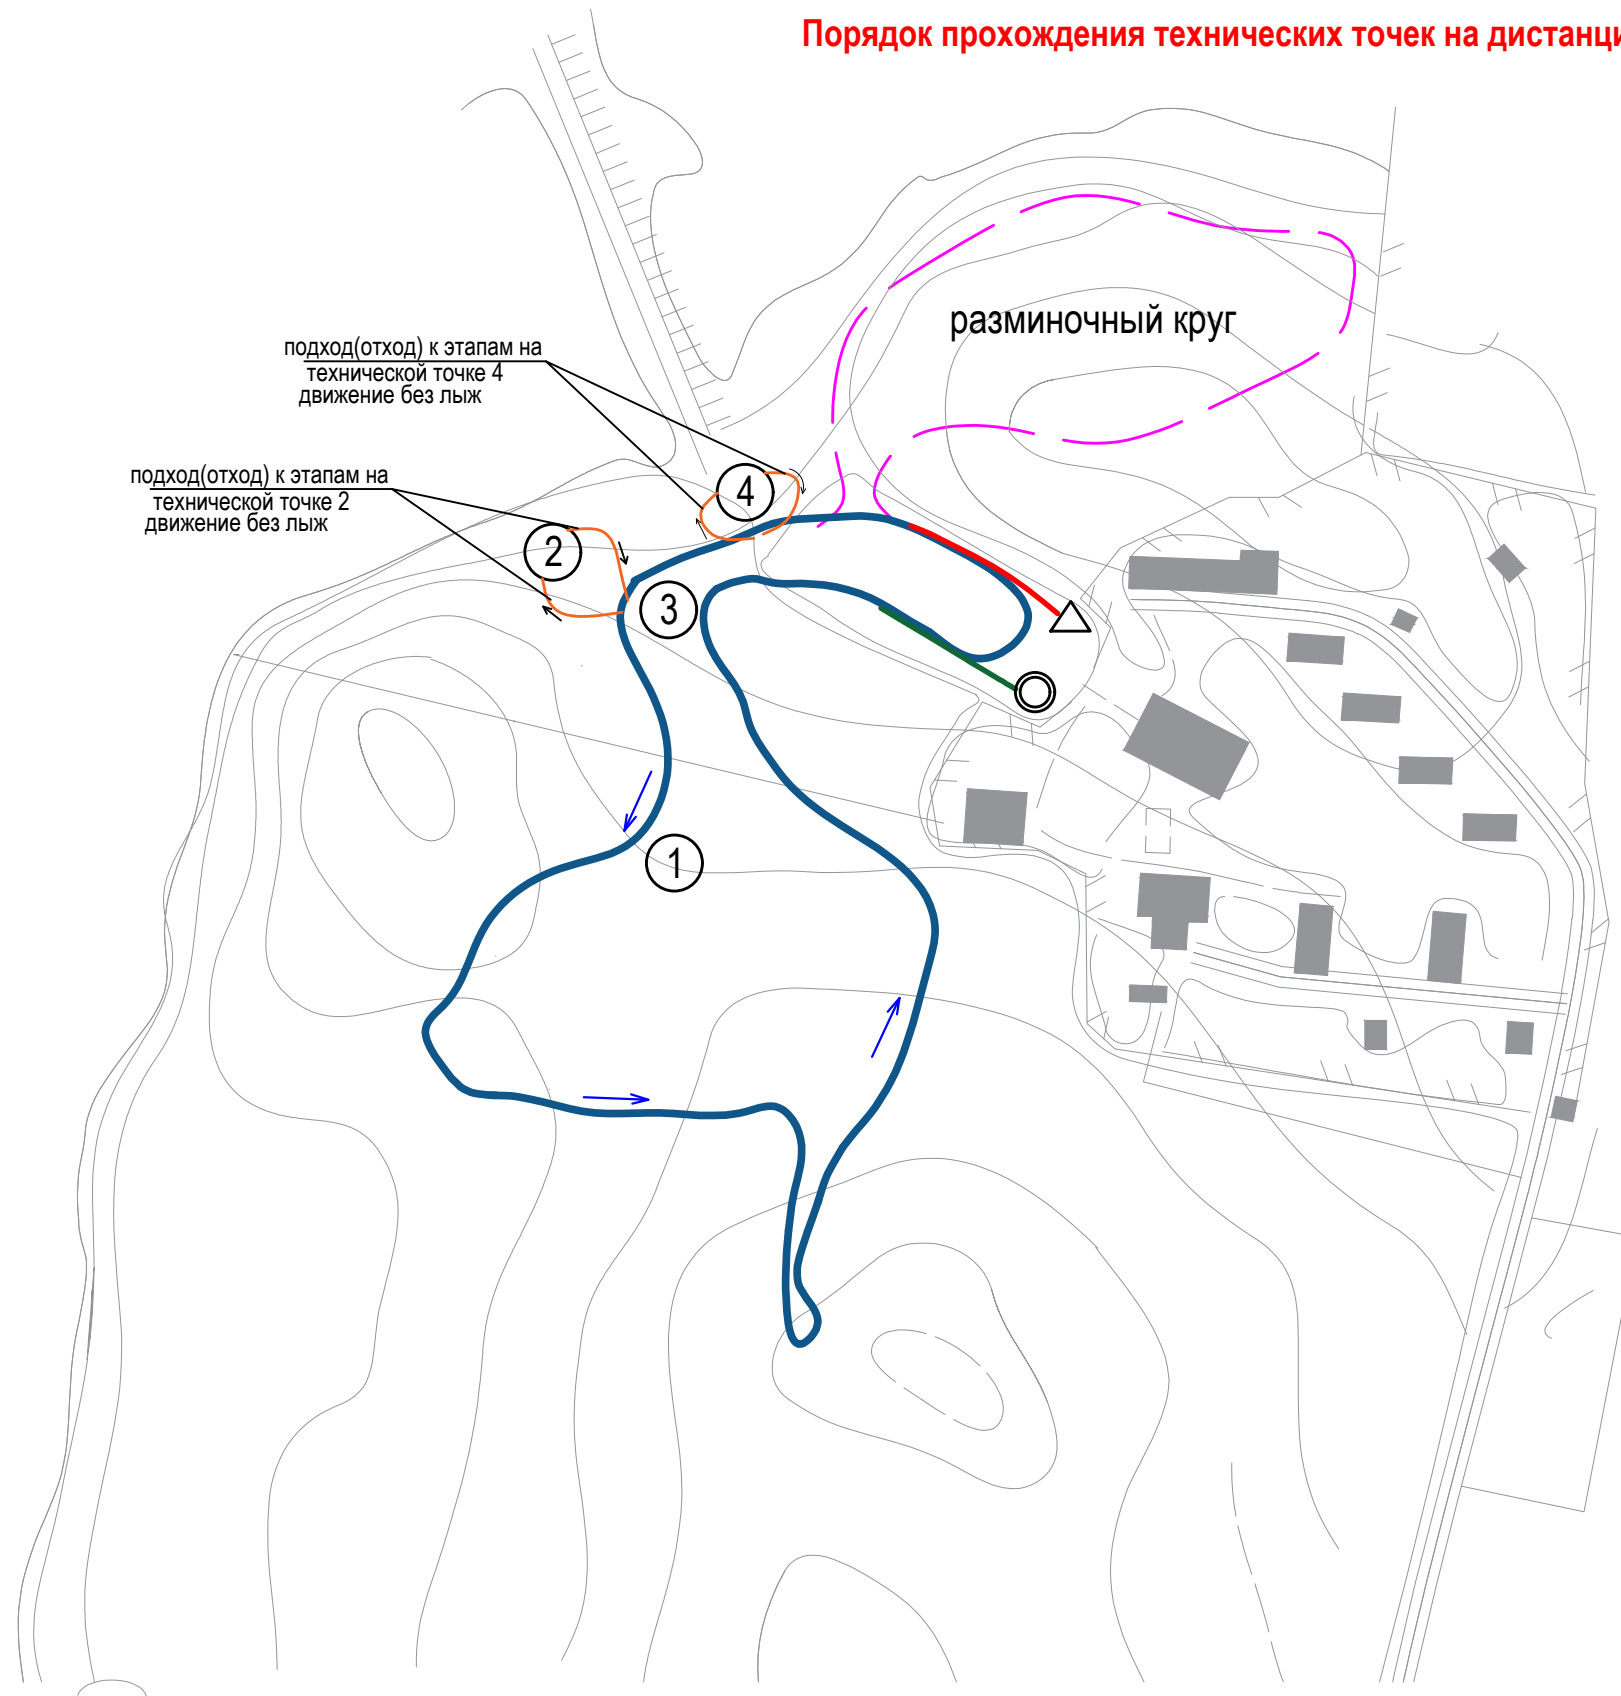 Порядок прохождения технических точек на дистанци
разминочный круг
подход(отход) к этапам на
технической точке 4
движение без лыж
подход(отход) к этапам на
технической точке 2
движение без лыж
4
2
3
1